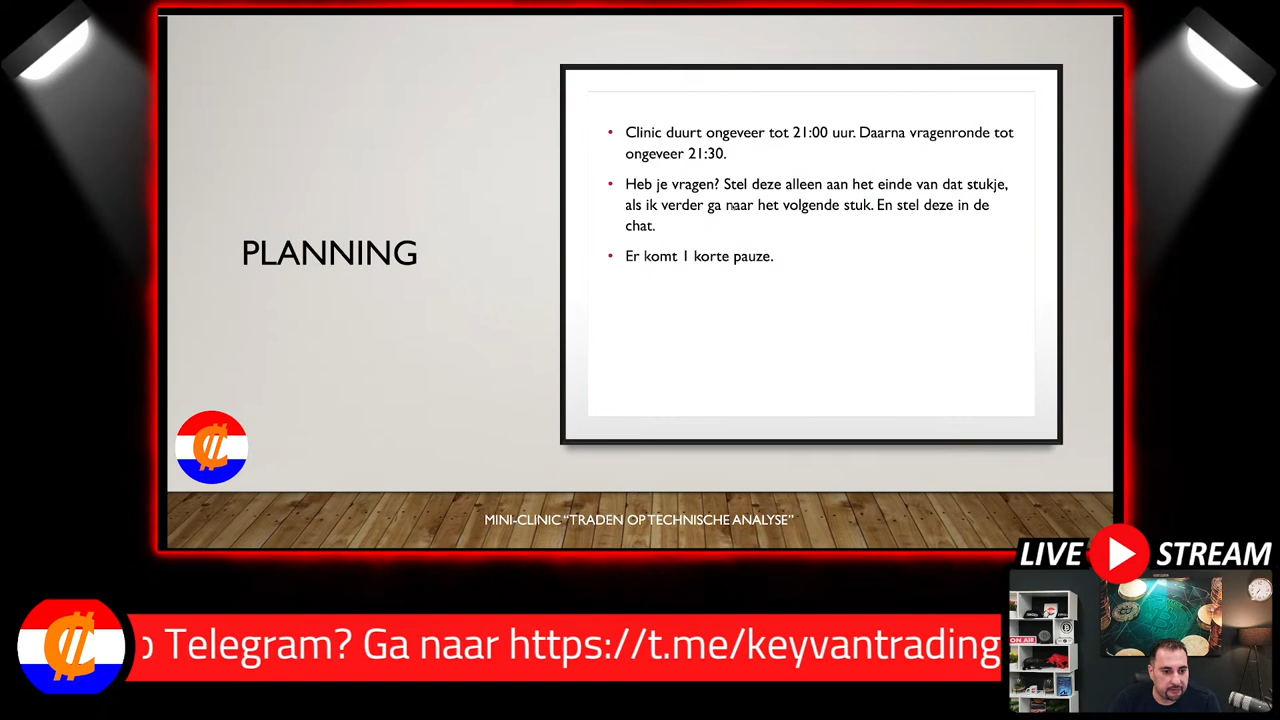 Clinic duurt ongeveer tot 21:00 uur. Daarna vragenronde tot
ongeveer 21:30.
Heb je vragen? Stel deze alleen aan het einde van dat stukje,
als ik verder ga naar het volgende stuk. En stel deze in de
chat.
Er komt 1 korte pauze.
PLANNING
MINI-CLINIC “TRADEN OP TECHNISCHE ANALYSE”
LIVE STREAM
Telegram? Ga naar https://t.me/keyvantrading
ON AIR